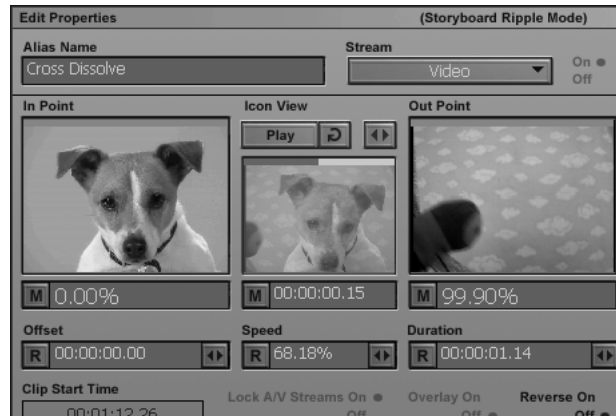 Edit Properties (Storyboard Ripple Mode)
Alias Name Stream
Cross Dissolve Video On
Off
In Point Icon View Out Point
Play
M 0.00% M 00:00:00.15 M 99.90%
Offset Speed Duration
R 00:00:00.00 R 68.18% R 00:00:01.14
Clip Start Time Lock A/V Streams On Overlay On Reverse On
00:01:12.26 Off Off Off